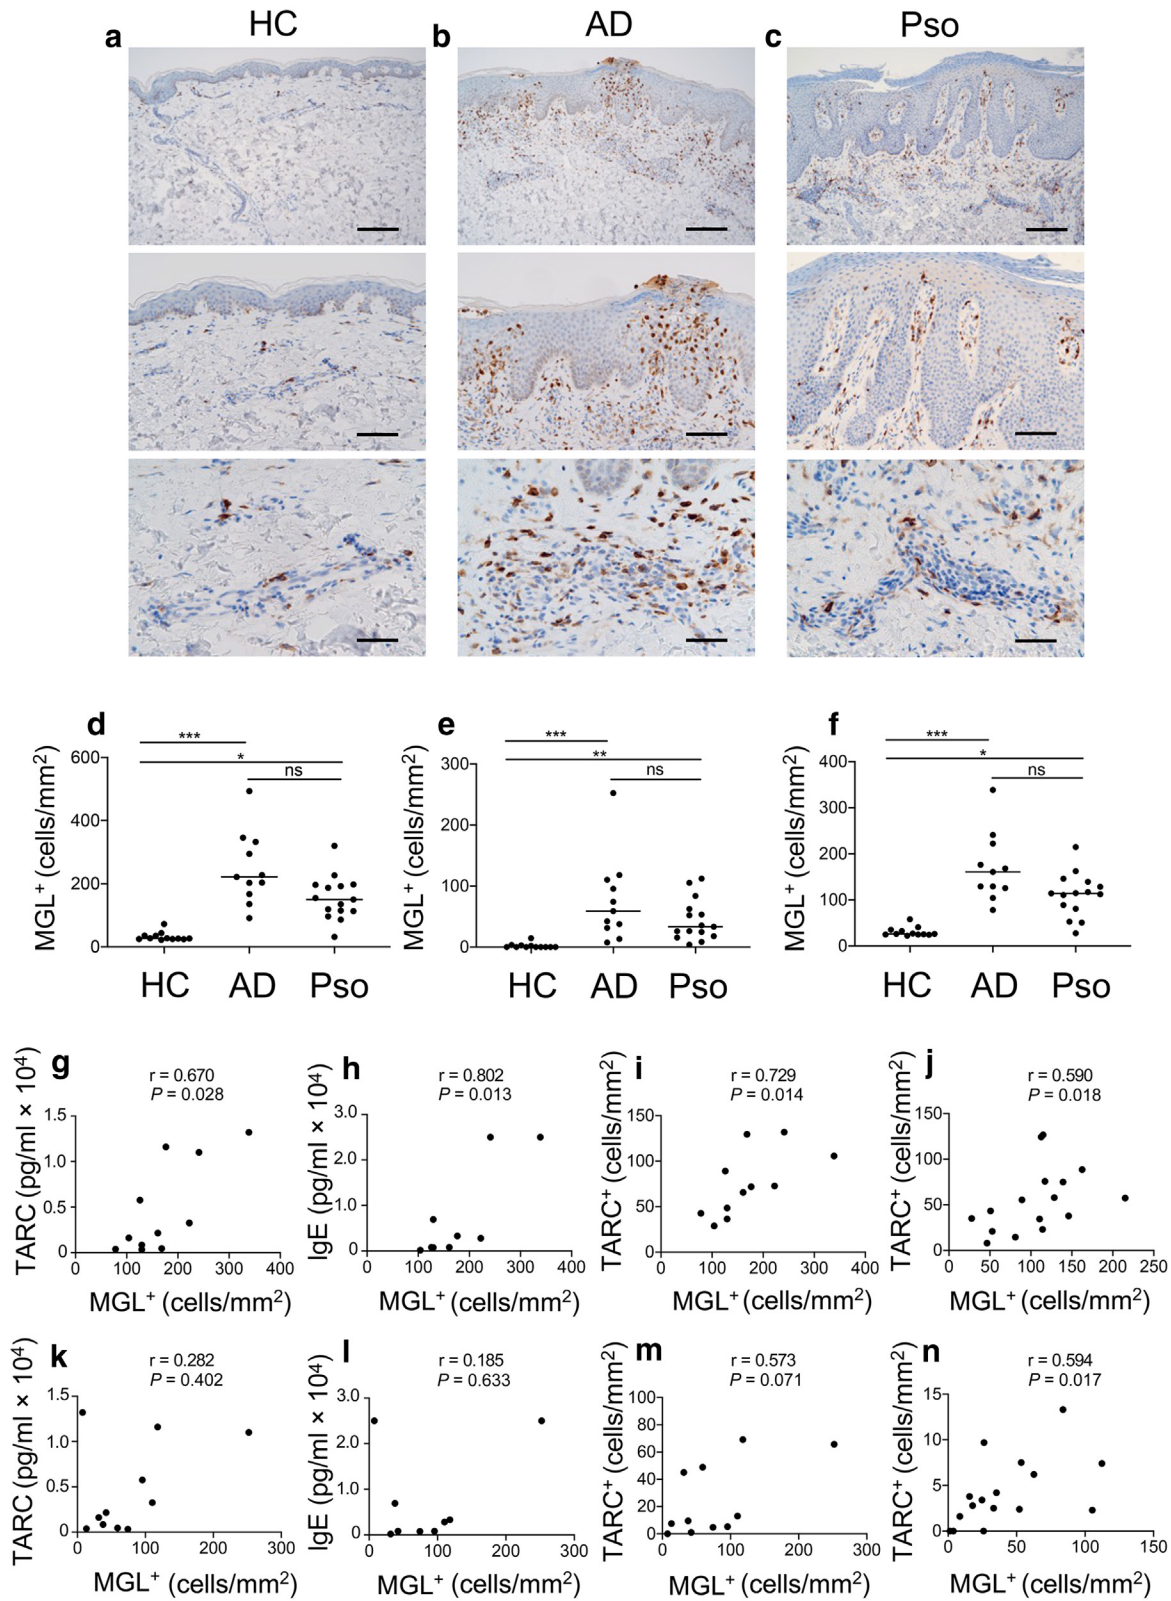 HC AD Pso
a b c
d e f
*** *** ***
* ** *
ns ns ns
MGL⁺ (cells/mm²)
600
400
200
0
HC AD Pso
MGL⁺ (cells/mm²)
300
200
100
0
HC AD Pso
MGL⁺ (cells/mm²)
400
300
200
100
0
HC AD Pso
g
r = 0.670
P = 0.028
TARC (pg/ml × 10⁴)
1.5
1.0
0.5
0
0 100 200 300 400
MGL⁺ (cells/mm²)
h
r = 0.802
P = 0.013
IgE (pg/ml × 10⁴)
3.0
2.0
1.0
0
0 100 200 300 400
MGL⁺ (cells/mm²)
i
r = 0.729
P = 0.014
TARC⁺ (cells/mm²)
150
100
50
0
0 100 200 300 400
MGL⁺ (cells/mm²)
j
r = 0.590
P = 0.018
TARC⁺ (cells/mm²)
150
100
50
0
0 50 100 150 200 250
MGL⁺ (cells/mm²)
k
r = 0.282
P = 0.402
TARC (pg/ml × 10⁴)
1.5
1.0
0.5
0
0 100 200 300
MGL⁺ (cells/mm²)
l
r = 0.185
P = 0.633
IgE (pg/ml × 10⁴)
3.0
2.0
1.0
0
0 100 200 300
MGL⁺ (cells/mm²)
m
r = 0.573
P = 0.071
TARC⁺ (cells/mm²)
100
80
60
40
20
0
0 100 200 300
MGL⁺ (cells/mm²)
n
r = 0.594
P = 0.017
TARC⁺ (cells/mm²)
15
10
5
0
0 50 100 150
MGL⁺ (cells/mm²)